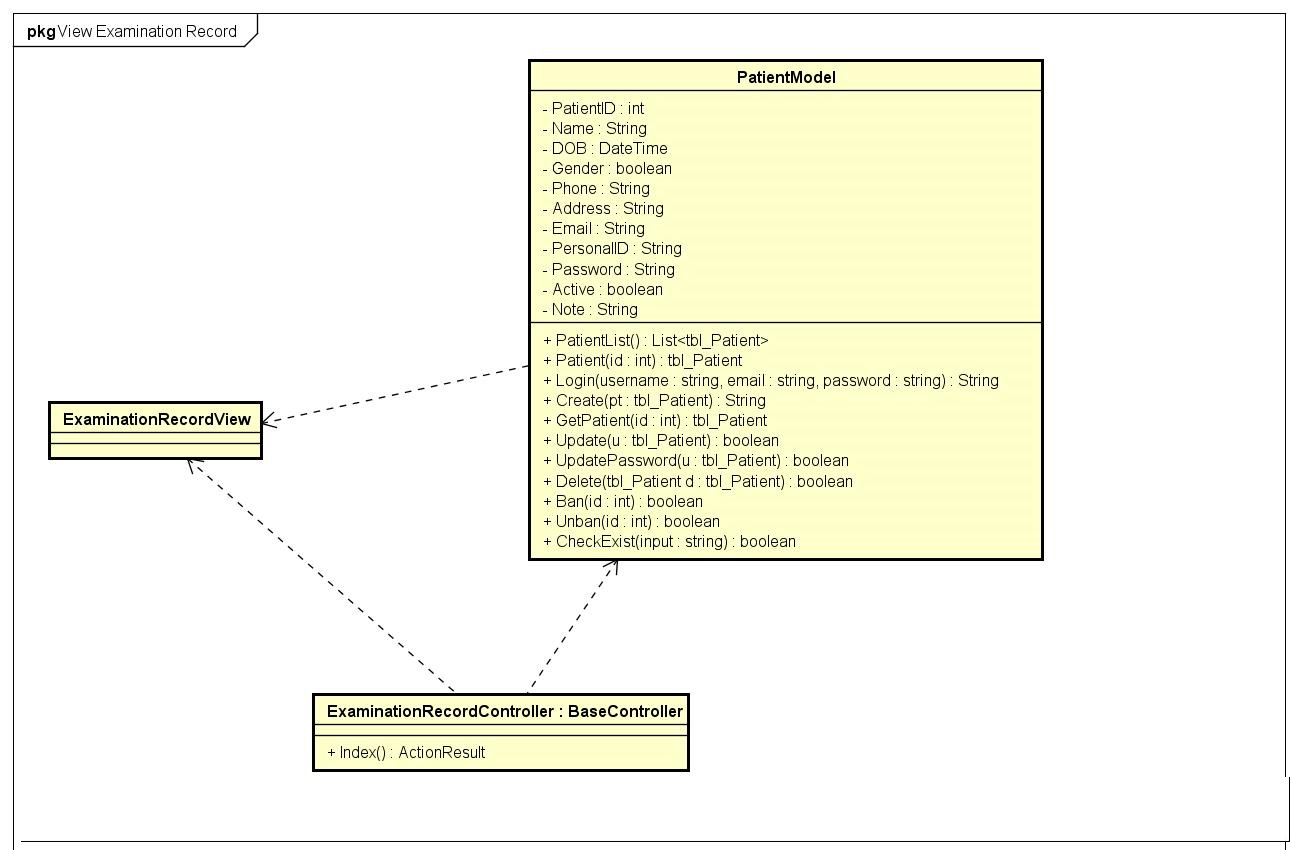 pkg View Examination Record
PatientModel
- PatientID : int
- Name : String
- DOB : DateTime
- Gender : boolean
- Phone : String
- Address : String
- Email : String
- PersonalID : String
- Password : String
- Active : boolean
- Note : String
+ PatientList() : List<tbl_Patient>
+ Patient(id : int) : tbl_Patient
+ Login(username : string, email : string, password : string) : String
+ Create(pt : tbl_Patient) : String
+ GetPatient(id : int) : tbl_Patient
+ Update(u : tbl_Patient) : boolean
+ UpdatePassword(u : tbl_Patient) : boolean
+ Delete(tbl_Patient d : tbl_Patient) : boolean
+ Ban(id : int) : boolean
+ Unban(id : int) : boolean
+ CheckExist(input : string) : boolean
ExaminationRecordView
ExaminationRecordController : BaseController
+ Index() : ActionResult